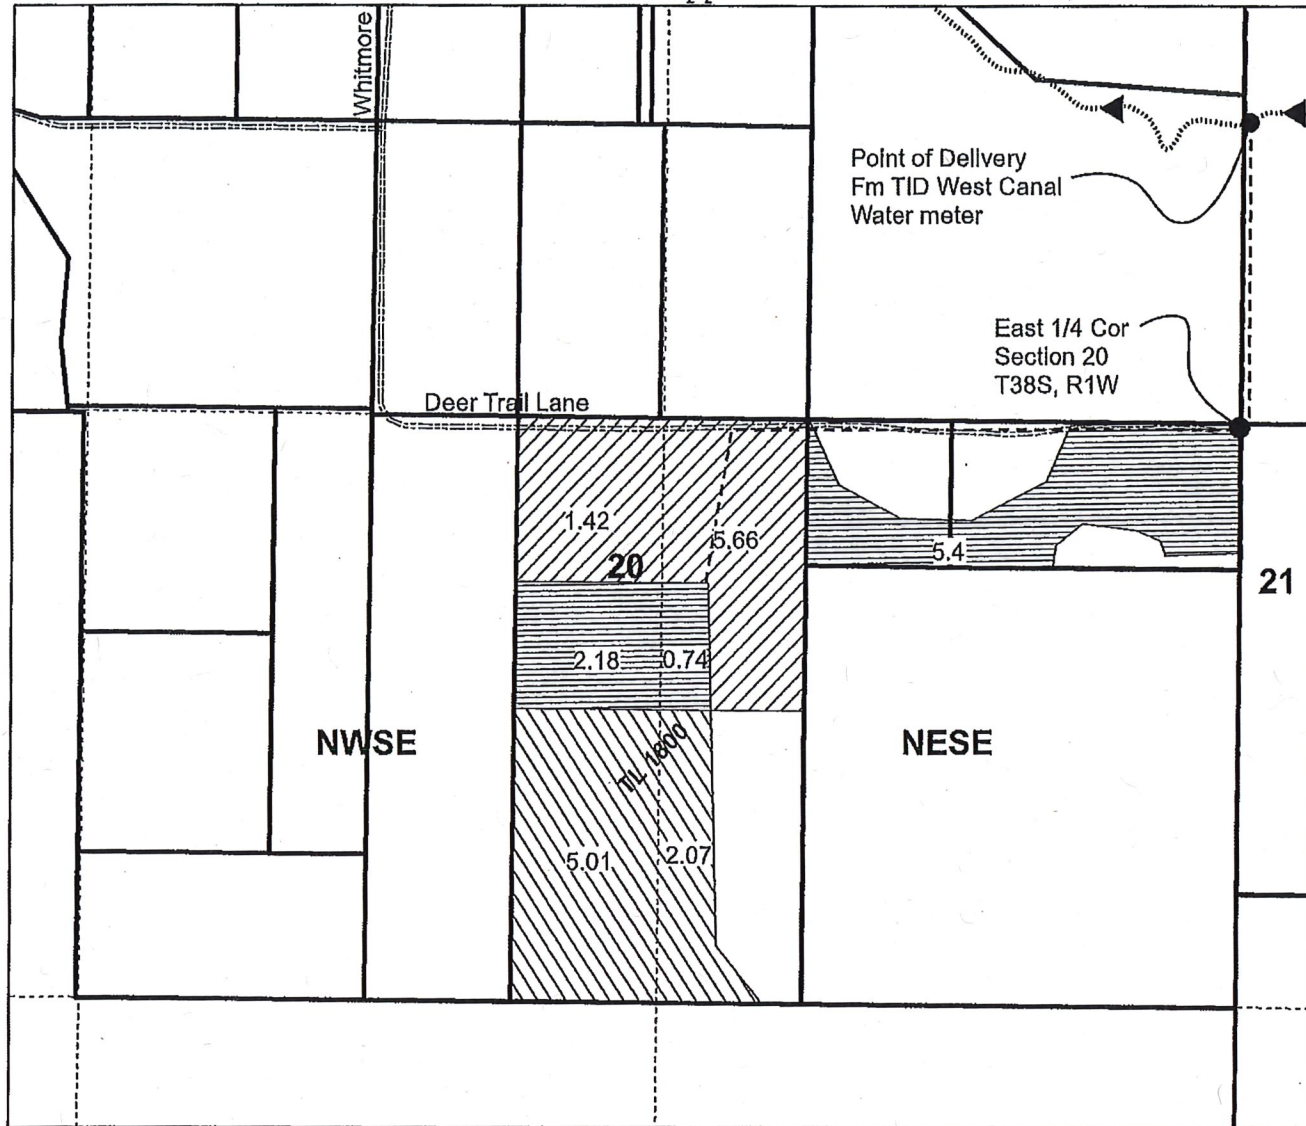 Whitmore
Point of Delivery
Fm TID West Canal
Water meter
East 1/4 Cor
Section 20
T38S, R1W
Deer Trail Lane
1.42
5.66
20
5.4
21
2.18
0.74
NWSE
TL 1800
NESE
5.01
2.07